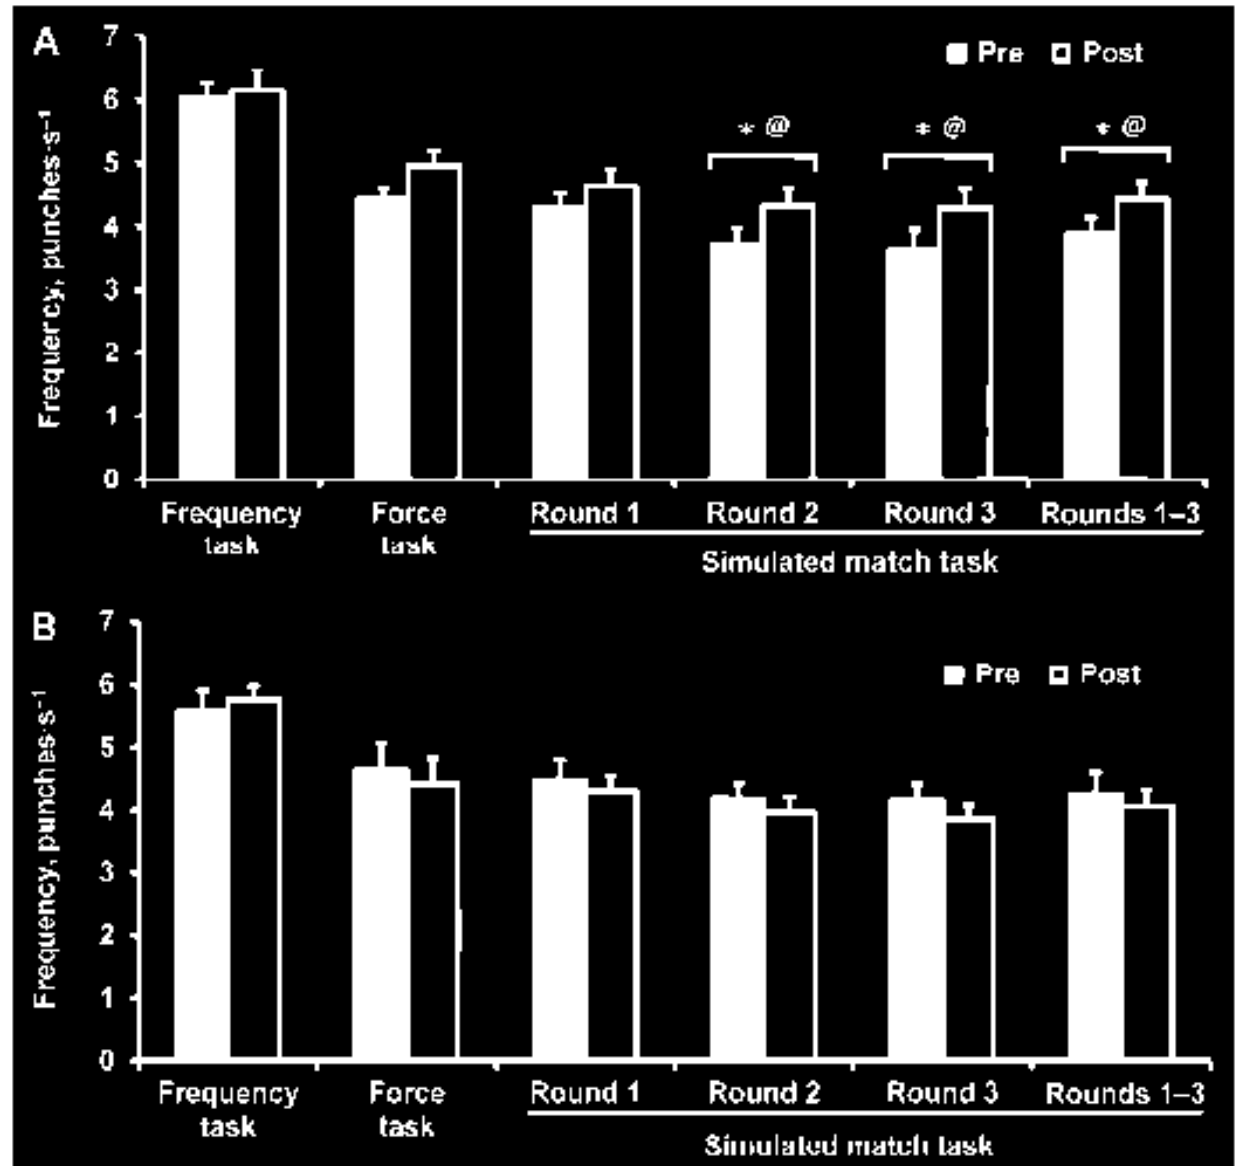 A
Pre Post
7
6
5
4
3
2
1
0
Frequency, punches·s⁻¹
* @ * @ * @
Frequency task
Force task
Round 1 Round 2 Round 3 Rounds 1–3
Simulated match task
B
Pre Post
7
6
5
4
3
2
1
0
Frequency, punches·s⁻¹
Frequency task
Force task
Round 1 Round 2 Round 3 Rounds 1–3
Simulated match task